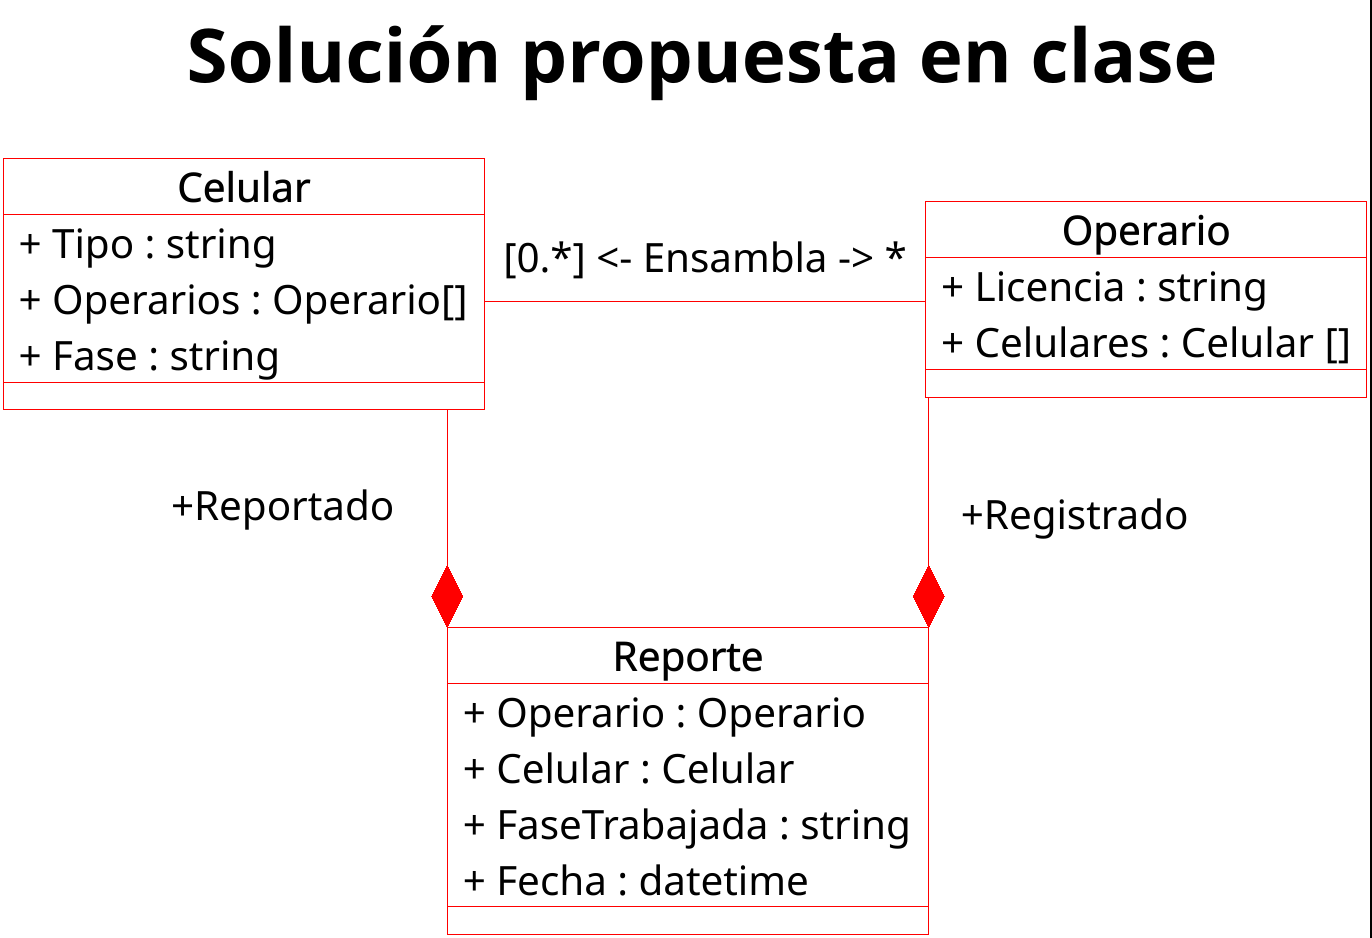 Solución propuesta en clase
Celular
+ Tipo : string
+ Operarios : Operario[]
+ Fase : string
[0.*] <- Ensambla -> *
Operario
+ Licencia : string
+ Celulares : Celular []
+Reportado
+Registrado
Reporte
+ Operario : Operario
+ Celular : Celular
+ FaseTrabajada : string
+ Fecha : datetime